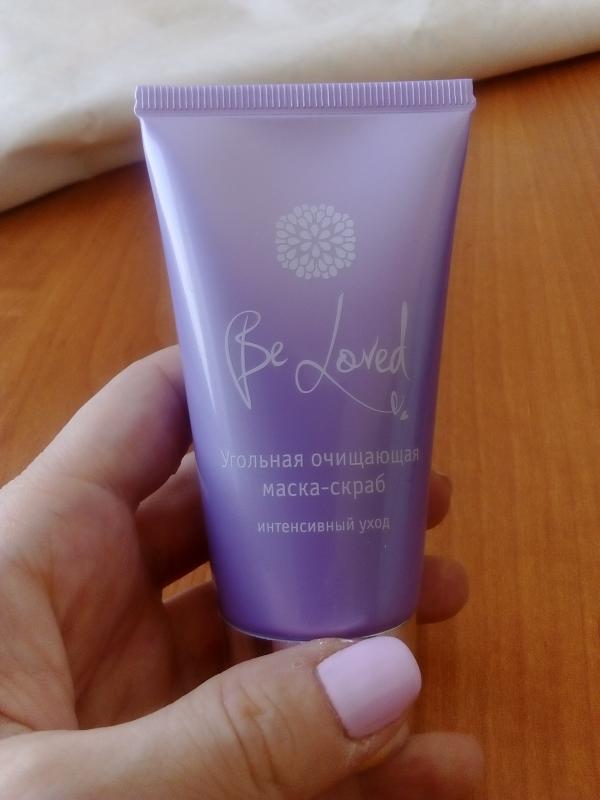 Be Loved
Угольная очищающая
маска-скраб
интенсивный уход